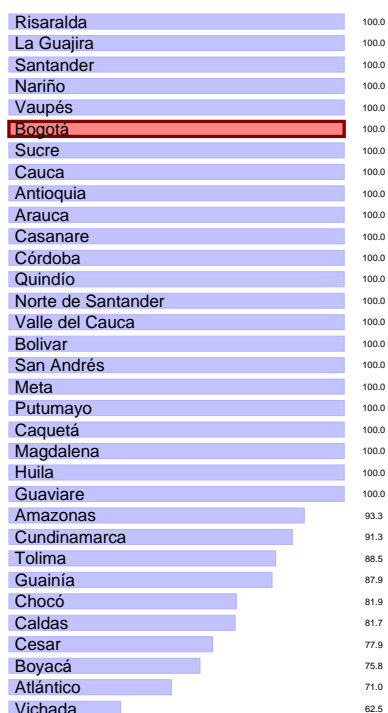 Risaralda 100.0
La Guajira 100.0
Santander 100.0
Nariño 100.0
Vaupés 100.0
Bogotá 100.0
Sucre 100.0
Cauca 100.0
Antioquia 100.0
Arauca 100.0
Casanare 100.0
Córdoba 100.0
Quindío 100.0
Norte de Santander 100.0
Valle del Cauca 100.0
Bolivar 100.0
San Andrés 100.0
Meta 100.0
Putumayo 100.0
Caquetá 100.0
Magdalena 100.0
Huila 100.0
Guaviare 100.0
Amazonas 93.3
Cundinamarca 91.3
Tolima 88.5
Guainía 87.9
Chocó 81.9
Caldas 81.7
Cesar 77.9
Boyacá 75.8
Atlántico 71.0
Vichada 62.5